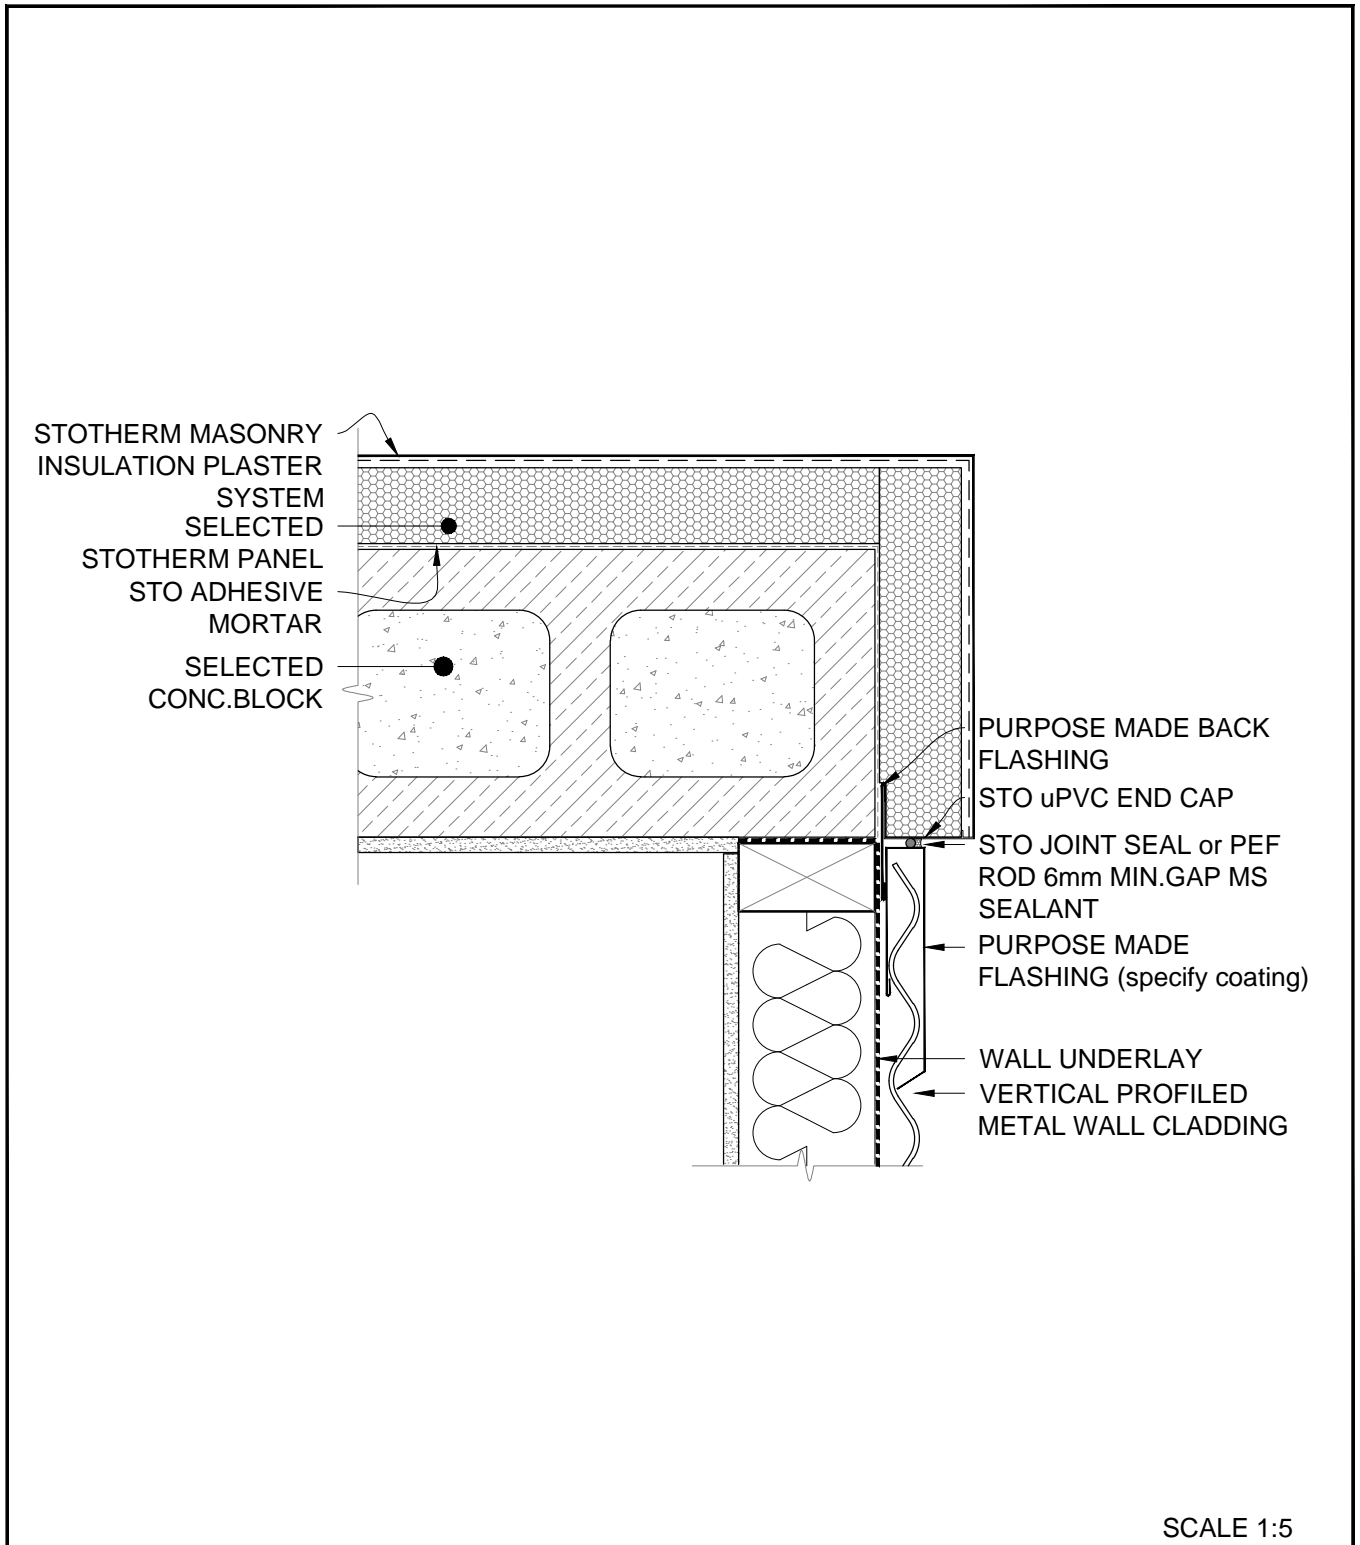 STOTHERM MASONRY
INSULATION PLASTER
SYSTEM
SELECTED
STOTHERM PANEL
STO ADHESIVE
MORTAR
SELECTED
CONC.BLOCK
PURPOSE MADE BACK
FLASHING
STO uPVC END CAP
STO JOINT SEAL or PEF
ROD 6mm MIN.GAP MS
SEALANT
PURPOSE MADE
FLASHING (specify coating)
WALL UNDERLAY
VERTICAL PROFILED
METAL WALL CLADDING
SCALE 1:5